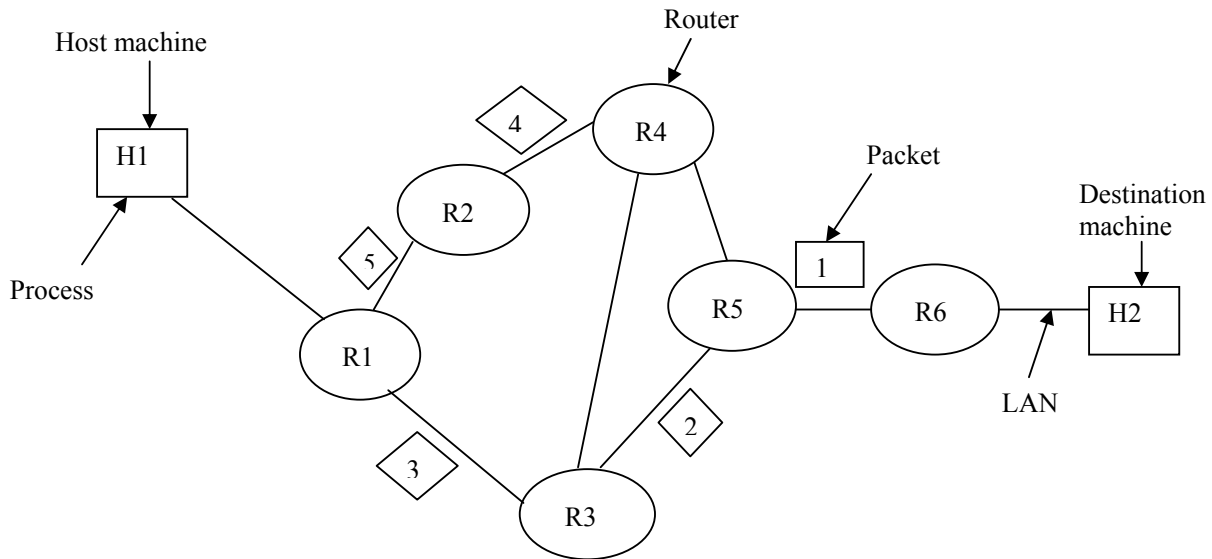 Router
Host machine
4
R4
H1
Packet
R2
Destination
machine
5
1
Process
R5
R6
H2
R1
LAN
2
3
R3